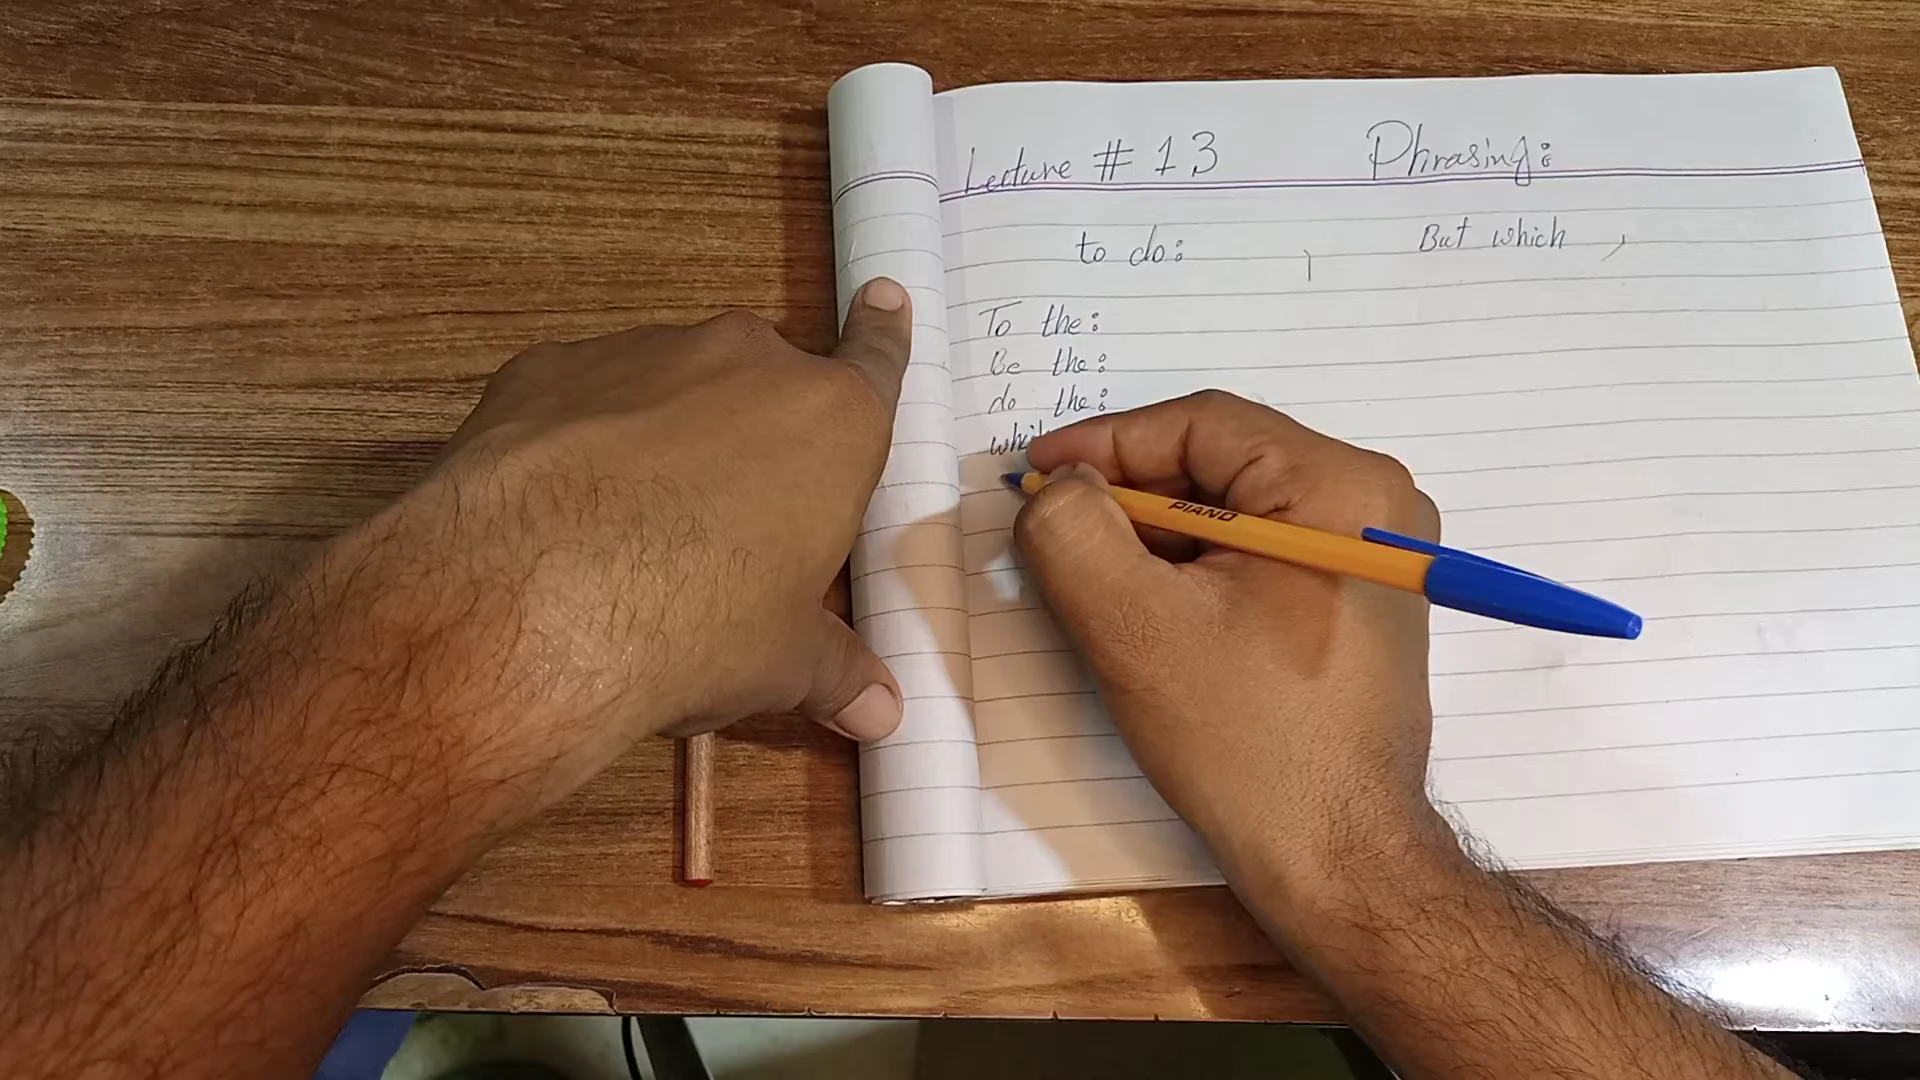 Lecture # 13 Phrasing:
to do: , But which ,
To the:
Be the:
do the:
PIANO